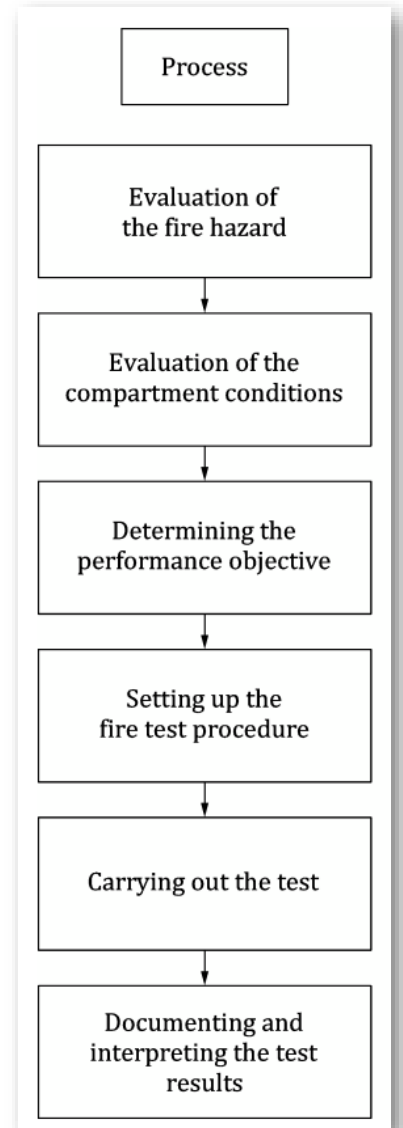 Process
Evaluation of
the fire hazard
Evaluation of the
compartment conditions
Determining the
performance objective
Setting up the
fire test procedure
Carrying out the test
Documenting and
interpreting the test
results